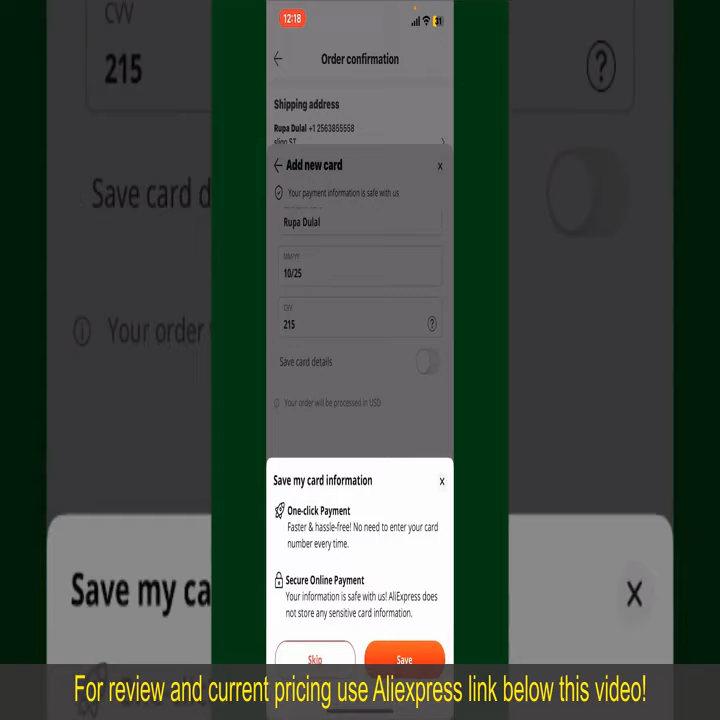 12:18
31
Order confirmation
Shipping address
Rupa Dulal +1 2563855558
Add new card
x
Your payment information is safe with us
Rupa Dulal
MM/YY
10/25
CVV
215
?
Save card details
Your order will be processed in USD
Save my card information
x
One-click Payment
Faster & hassle-free! No need to enter your card
number every time.
Secure Online Payment
Your information is safe with us! AliExpress does
not store any sensitive card information.
Skip
Save
CVV
215
?
Save card d
Your order
Save my ca
X
For review and current pricing use Aliexpress link below this video!